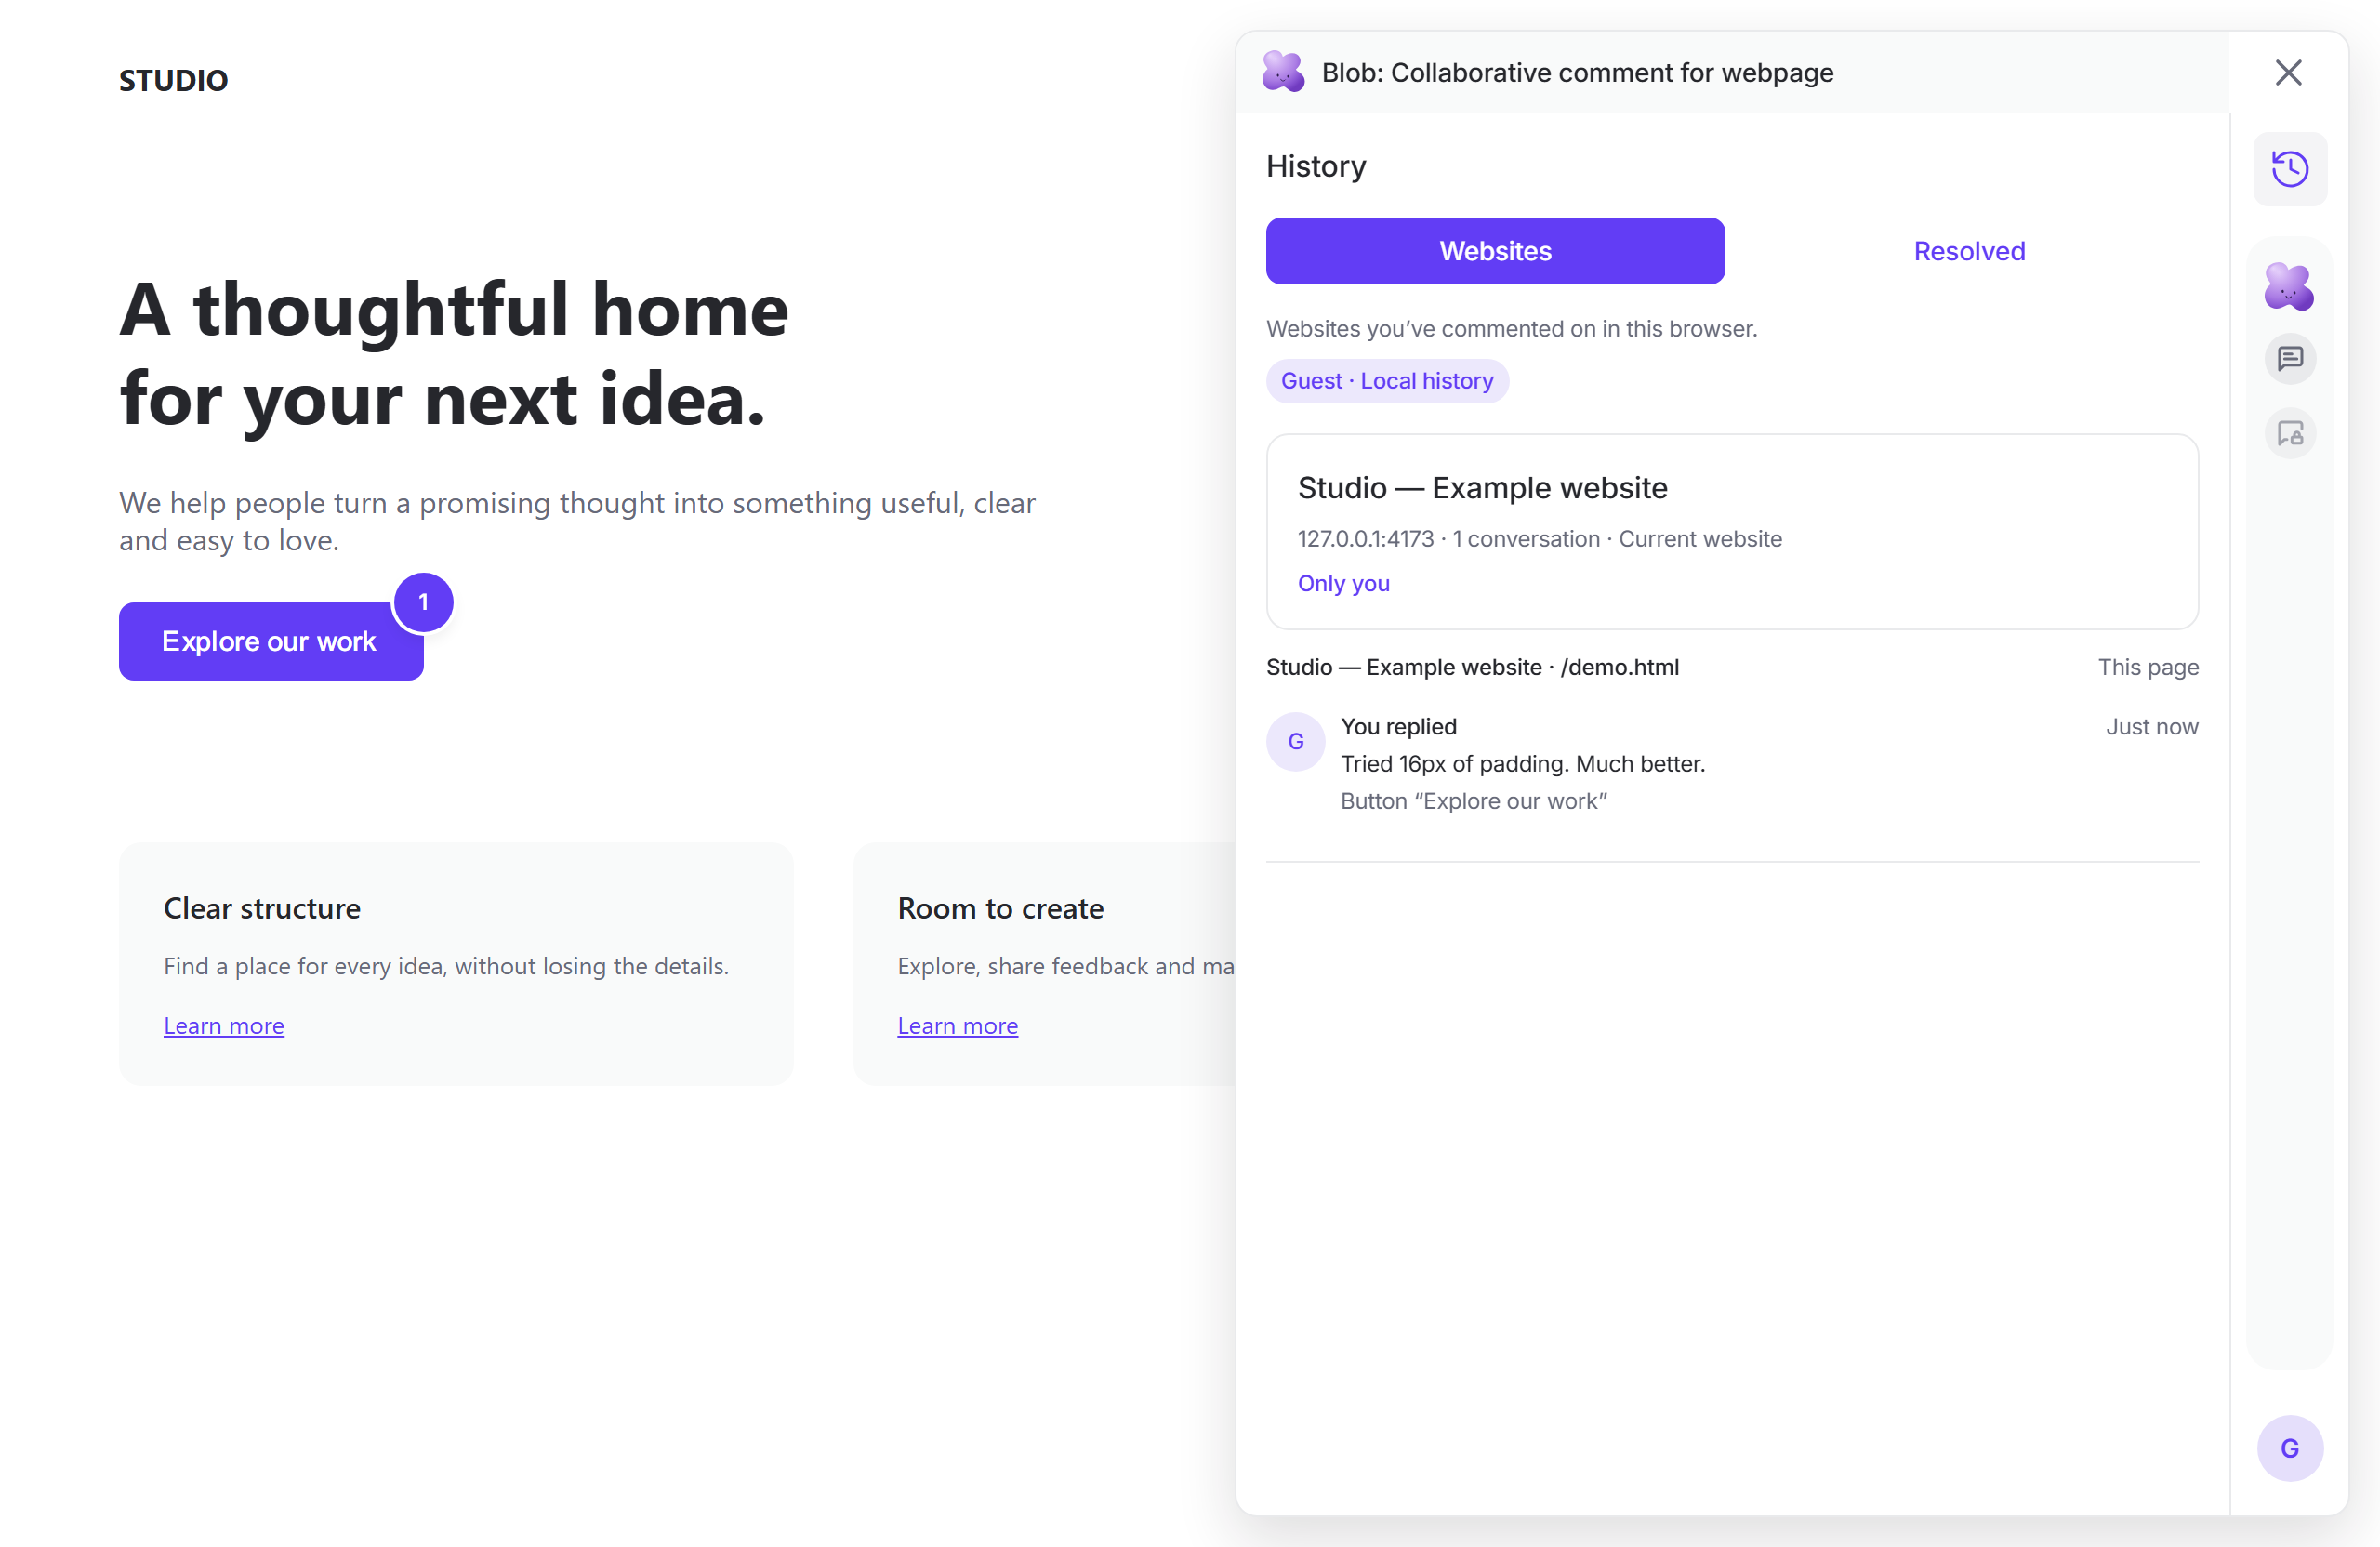 STUDIO
A thoughtful home
for your next idea.
We help people turn a promising thought into something useful, clear
and easy to love.
1
Explore our work
Clear structure
Find a place for every idea, without losing the details.
Learn more
Room to create
Explore, share feedback and ma
Learn more
Blob: Collaborative comment for webpage
History
Websites
Resolved
Websites you’ve commented on in this browser.
Guest · Local history
Studio — Example website
127.0.0.1:4173 · 1 conversation · Current website
Only you
Studio — Example website · /demo.html
This page
G
You replied
Just now
Tried 16px of padding. Much better.
Button “Explore our work”
G